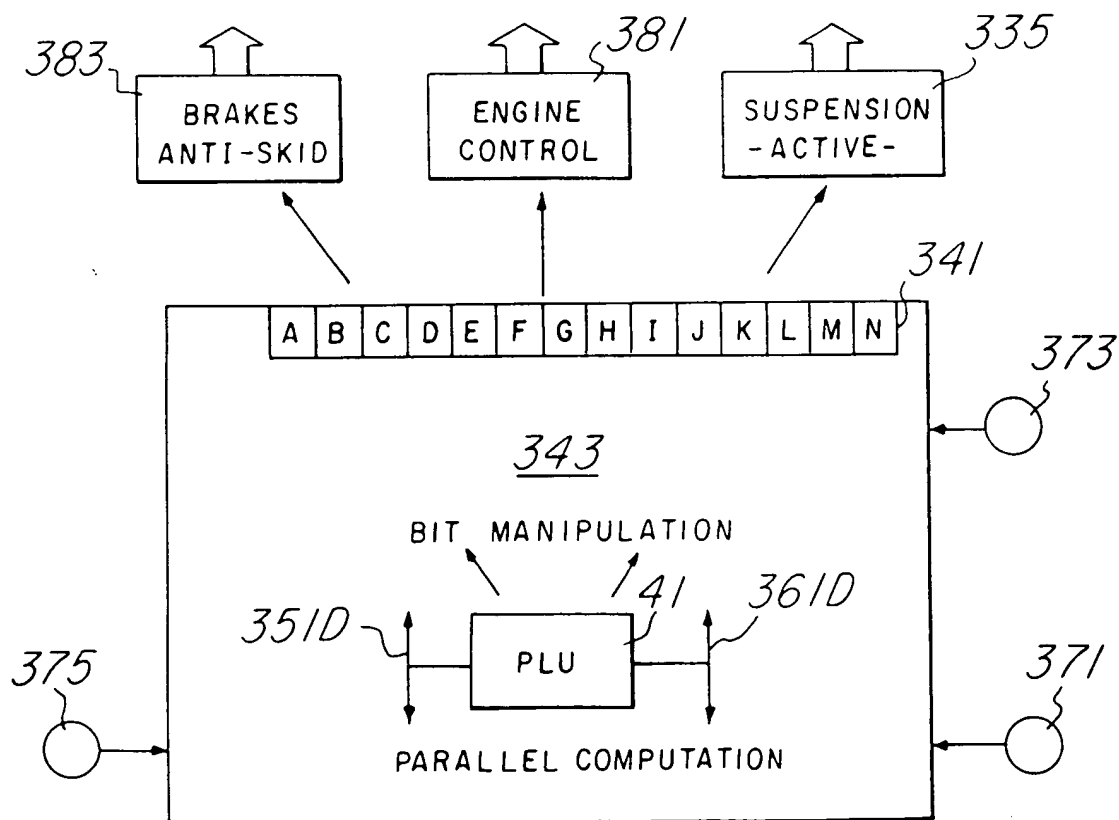 383
BRAKES
ANTI-SKID
381
ENGINE
CONTROL
335
SUSPENSION
-ACTIVE-
341
A B C D E F G H I J K L M N
373
343
BIT MANIPULATION
351D
PLU
41
361D
375
371
PARALLEL COMPUTATION